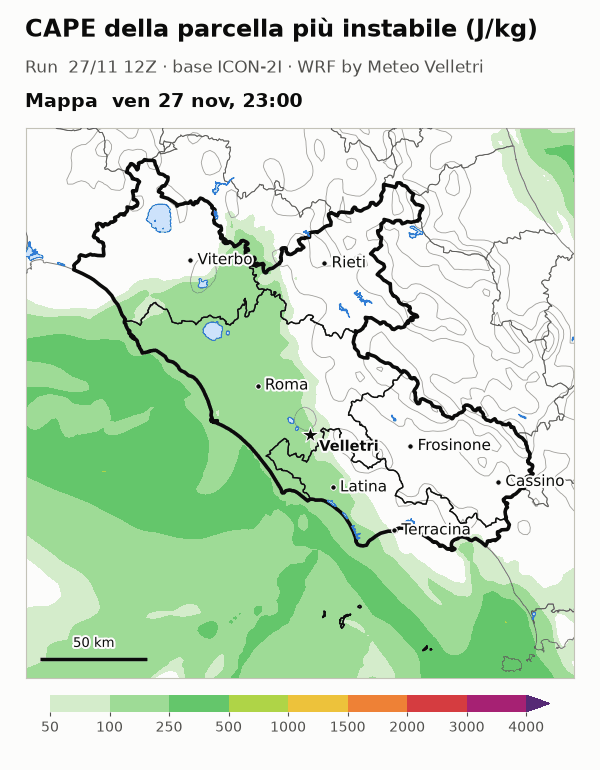 CAPE della parcella più instabile (J/kg)
Run  27/11 12Z · base ICON-2I · WRF by Meteo Velletri
Mappa  ven 27 nov, 23:00
Viterbo
Rieti
Roma
Velletri
Frosinone
Cassino
Latina
Terracina
50 km
50 100 250 500 1000 1500 2000 3000 4000